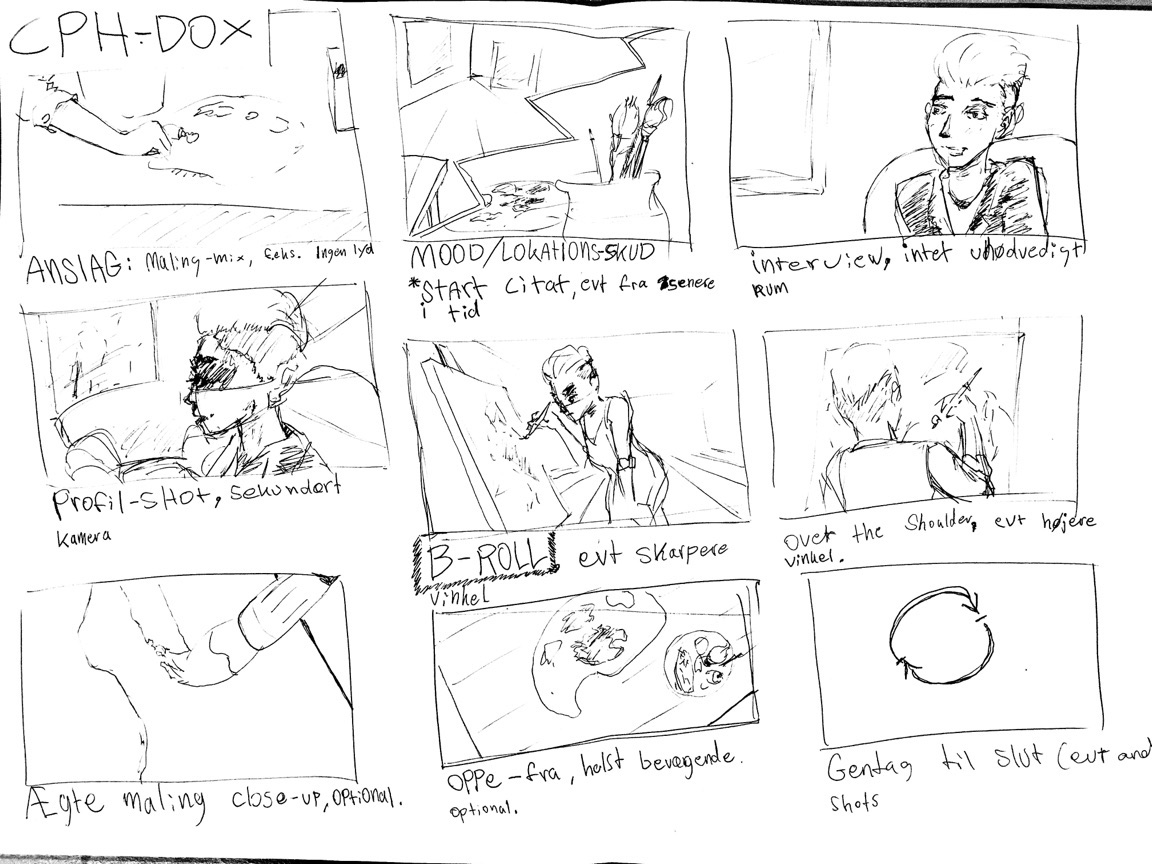 CPH:DOX
ANSLAG: Maling-mix, f.eks. Ingen lyd
MOOD/LOKATIONS-SKUD
*Start citat, evt fra senere
i tid
interview, intet unødvedigt
RUM
Profil-SHOT, sekundært
kamera
B-ROLL evt skarpere
vinkel
over the shoulder, evt højere
vinkel.
Ægte maling close-up, optional.
oppe-fra, helst bevægende.
optional.
Gentag til slut (evt and
shots